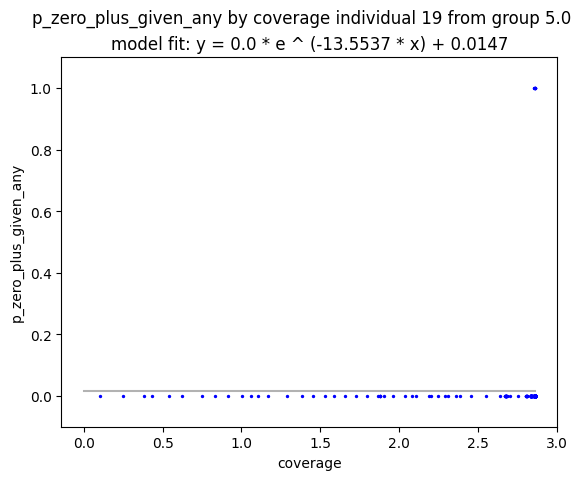 p_zero_plus_given_any by coverage individual 19 from group 5.0
model fit: y = 0.0 * e ^ (-13.5537 * x) + 0.0147
1.0
0.8
0.6
0.4
0.2
0.0
p_zero_plus_given_any
0.0 0.5 1.0 1.5 2.0 2.5 3.0
coverage